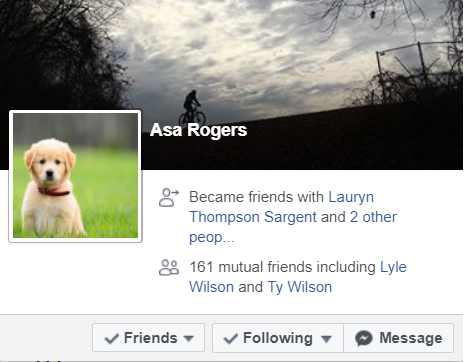 Asa Rogers
Became friends with Lauryn
Thompson Sargent and 2 other
peop...
161 mutual friends including Lyle
Wilson and Ty Wilson
Friends
Following
Message